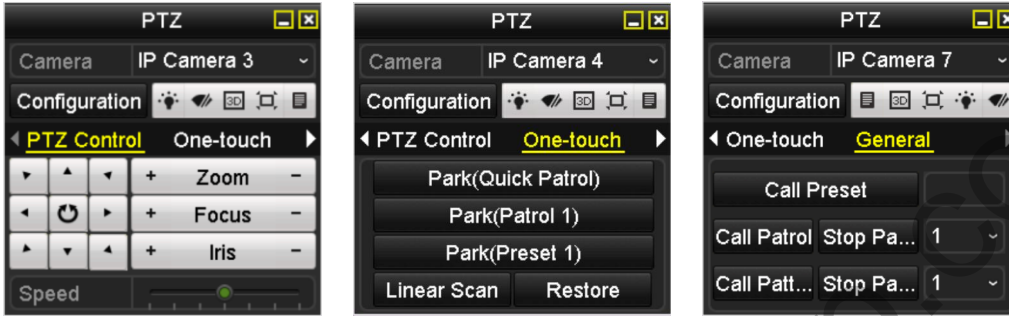 PTZ
Camera IP Camera 3
Configuration 3D
PTZ Control One-touch
+ Zoom -
+ Focus -
+ Iris -
Speed
PTZ
Camera IP Camera 4
Configuration 3D
PTZ Control One-touch
Park(Quick Patrol)
Park(Patrol 1)
Park(Preset 1)
Linear Scan Restore
PTZ
Camera IP Camera 7
Configuration 3D
One-touch General
Call Preset
Call Patrol Stop Pa... 1
Call Patt... Stop Pa... 1